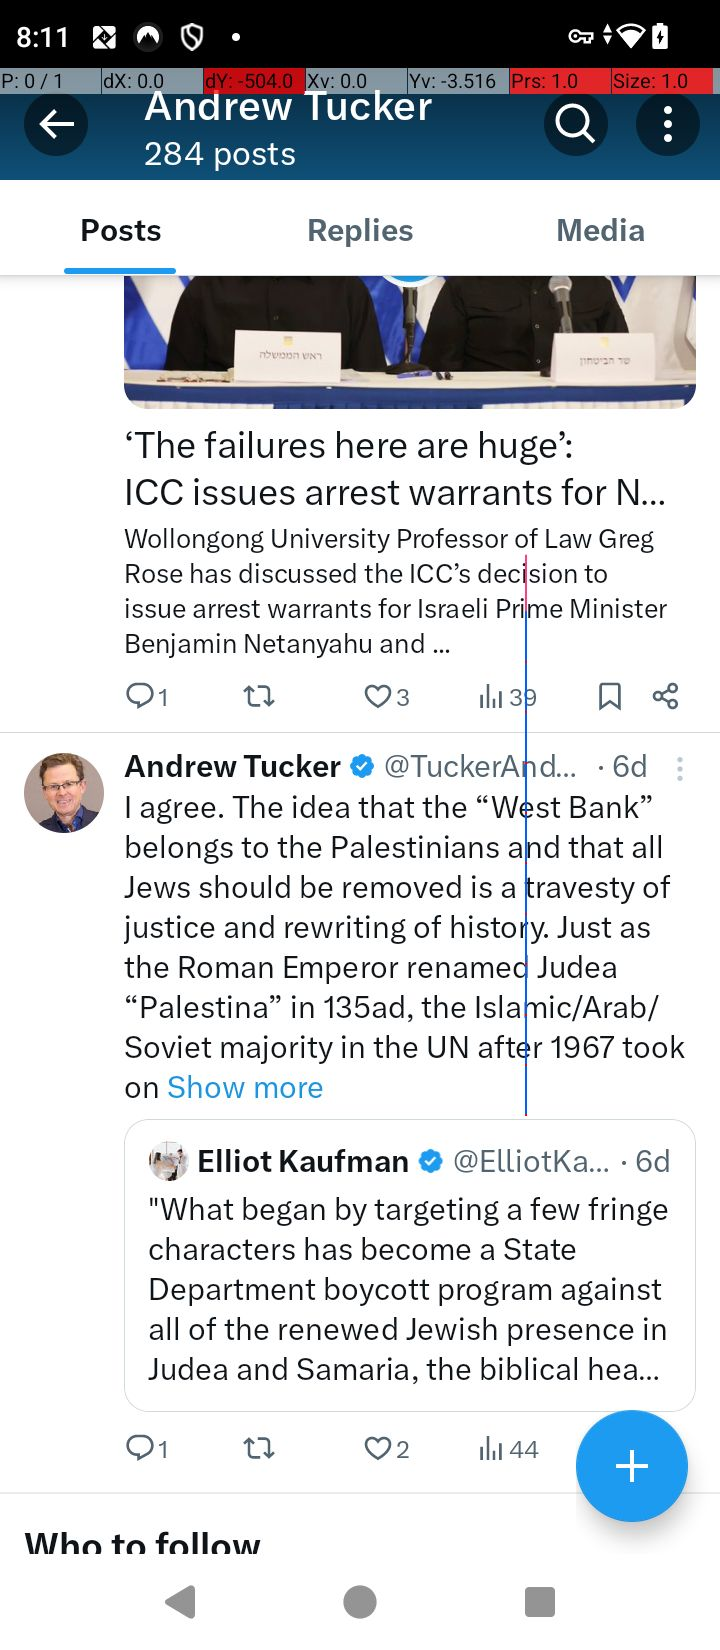 8:11
P: 0 / 1 dX: 0.0 dY: -504.0 Xv: 0.0 Yv: -3.516 Prs: 1.0 Size: 1.0
Andrew Tucker
284 posts
Posts Replies Media
ראש הממשלה שר הביטחון
‘The failures here are huge’:
ICC issues arrest warrants for N...
Wollongong University Professor of Law Greg
Rose has discussed the ICC’s decision to
issue arrest warrants for Israeli Prime Minister
Benjamin Netanyahu and ...
1 3 39
Andrew Tucker @TuckerAnd... · 6d
I agree. The idea that the “West Bank”
belongs to the Palestinians and that all
Jews should be removed is a travesty of
justice and rewriting of history. Just as
the Roman Emperor renamed Judea
“Palestina” in 135ad, the Islamic/Arab/
Soviet majority in the UN after 1967 took
on Show more
Elliot Kaufman @ElliotKa... · 6d
"What began by targeting a few fringe
characters has become a State
Department boycott program against
all of the renewed Jewish presence in
Judea and Samaria, the biblical hea...
1 2 44
Who to follow